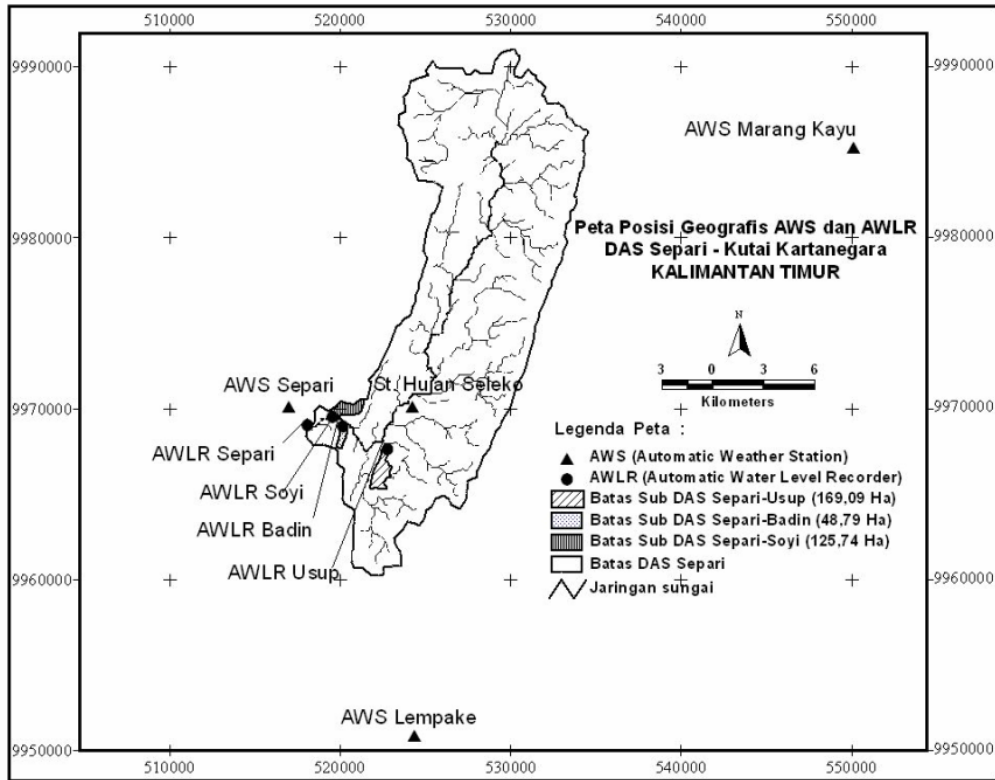 510000 520000 530000 540000 550000
9990000 9990000
AWS Marang Kayu
Peta Posisi Geografis AWS dan AWLR
DAS Separi - Kutai Kartanegara
KALIMANTAN TIMUR
9980000 9980000
N
3 0 3 6
Kilometers
AWS Separi
St. Hujan Seleko
9970000 9970000
AWLR Separi
AWLR Soyi
AWLR Badin
AWLR Usup
Legenda Peta :
AWS (Automatic Weather Station)
AWLR (Automatic Water Level Recorder)
Batas Sub DAS Separi-Usup (169,09 Ha)
Batas Sub DAS Separi-Badin (48,79 Ha)
Batas Sub DAS Separi-Soyi (125,74 Ha)
Batas DAS Separi
Jaringan sungai
9960000 9960000
AWS Lempake
9950000 9950000
510000 520000 530000 540000 550000